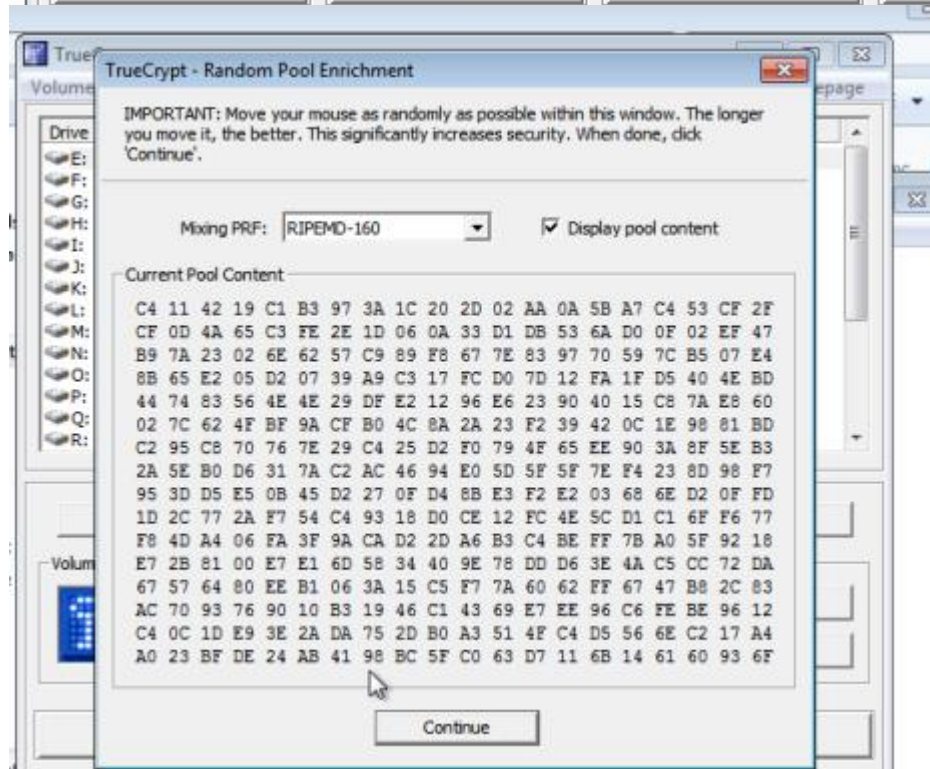 TrueC
TrueCrypt - Random Pool Enrichment
Volume
epage
IMPORTANT: Move your mouse as randomly as possible within this window. The longer
you move it, the better. This significantly increases security. When done, click
'Continue'.
Drive
E:
F:
G:
H:
I:
J:
K:
L:
M:
N:
O:
P:
Q:
R:
Mixing PRF: RIPEMD-160 Display pool content
Current Pool Content
C4 11 42 19 C1 B3 97 3A 1C 20 2D 02 AA 0A 5B A7 C4 53 CF 2F
CF 0D 4A 65 C3 FE 2E 1D 06 0A 33 D1 DB 53 6A D0 0F 02 EF 47
B9 7A 23 02 6E 62 57 C9 89 F8 67 7E 83 97 70 59 7C B5 07 E4
8B 65 E2 05 D2 07 39 A9 C3 17 FC D0 7D 12 FA 1F D5 40 4E BD
44 74 83 56 4E 4E 29 DF E2 12 96 E6 23 90 40 15 C8 7A E8 60
02 7C 62 4F BF 9A CF B0 4C 8A 2A 23 F2 39 42 0C 1E 98 81 BD
C2 95 C8 70 76 7E 29 C4 25 D2 F0 79 4F 65 EE 90 3A 8F 5E B3
2A 5E B0 D6 31 7A C2 AC 46 94 E0 5D 5F 5F 7E F4 23 8D 98 F7
95 3D D5 E5 0B 45 D2 27 0F D4 8B E3 F2 E2 03 68 6E D2 0F FD
1D 2C 77 2A F7 54 C4 93 18 D0 CE 12 FC 4E 5C D1 C1 6F F6 77
F8 4D A4 06 FA 3F 9A CA D2 2D A6 B3 C4 BE FF 7B A0 5F 92 18
E7 2B 81 00 E7 E1 6D 58 34 40 9E 78 DD D6 3E 4A C5 CC 72 DA
67 57 64 80 EE B1 06 3A 15 C5 F7 7A 60 62 FF 67 47 B8 2C 83
AC 70 93 76 90 10 B3 19 46 C1 43 69 E7 EE 96 C6 FE BE 96 12
C4 0C 1D E9 3E 2A DA 75 2D B0 A3 51 4F C4 D5 56 6E C2 17 A4
A0 23 BF DE 24 AB 41 98 BC 5F C0 63 D7 11 6B 14 61 60 93 6F
Volum
Continue